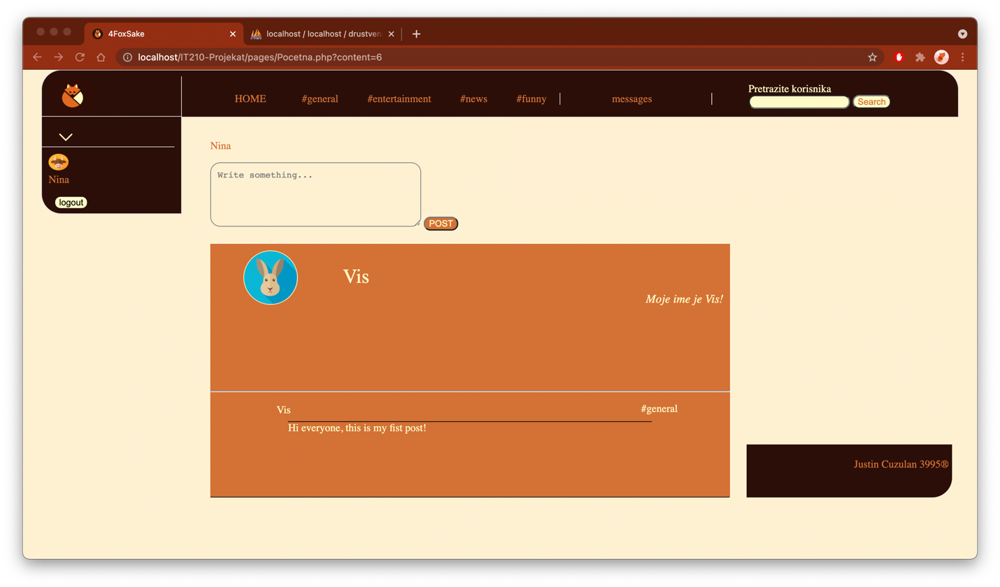 4FoxSake
localhost / localhost / drustven
localhost/IT210-Projekat/pages/Pocetna.php?content=6
HOME #general #entertainment #news #funny messages
Pretrazite korisnika
Search
Nina
Nina
logout
Write something...
POST
Vis
Moje ime je Vis!
Vis #general
Hi everyone, this is my fist post!
Justin Cuzulan 3995®